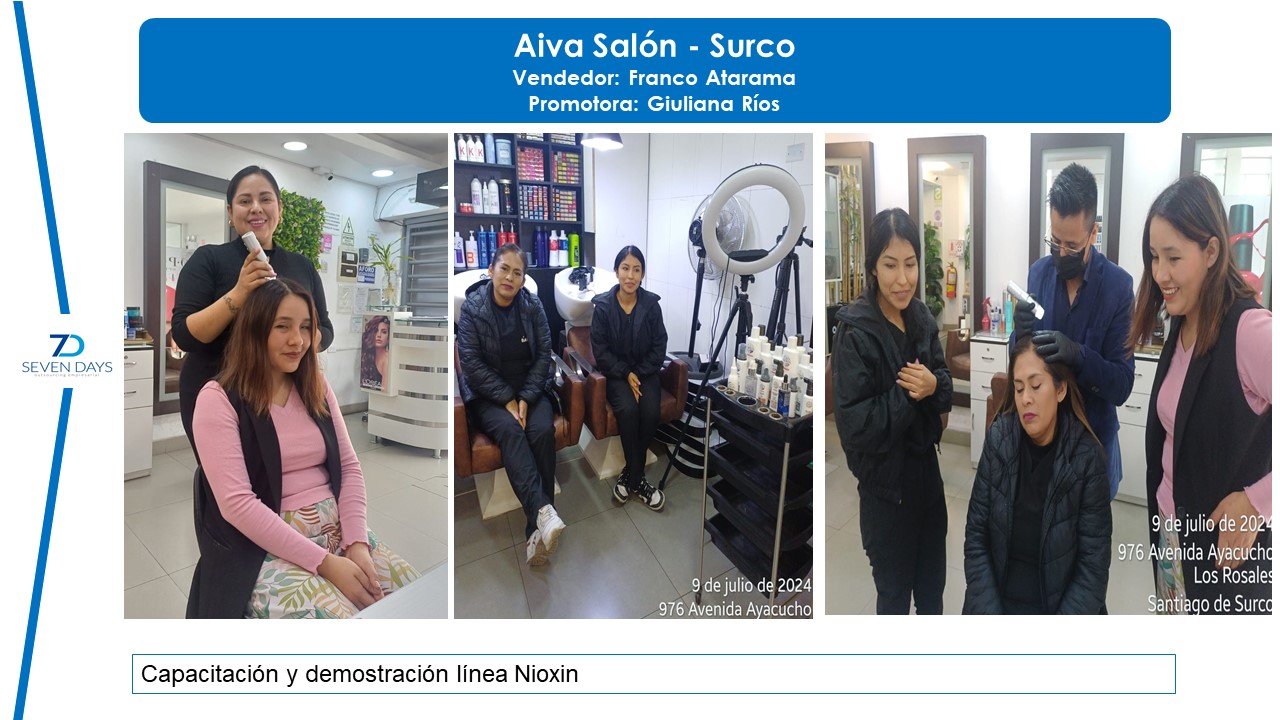 Aiva Salón - Surco
Vendedor: Franco Atarama
Promotora: Giuliana Ríos
SEVEN DAYS
AFORO
9 de julio de 2024
976 Avenida Ayacucho
9 de julio de 2024
976 Avenida Ayacucho
Los Rosales
Santiago de Surco
Capacitación y demostración línea Nioxin